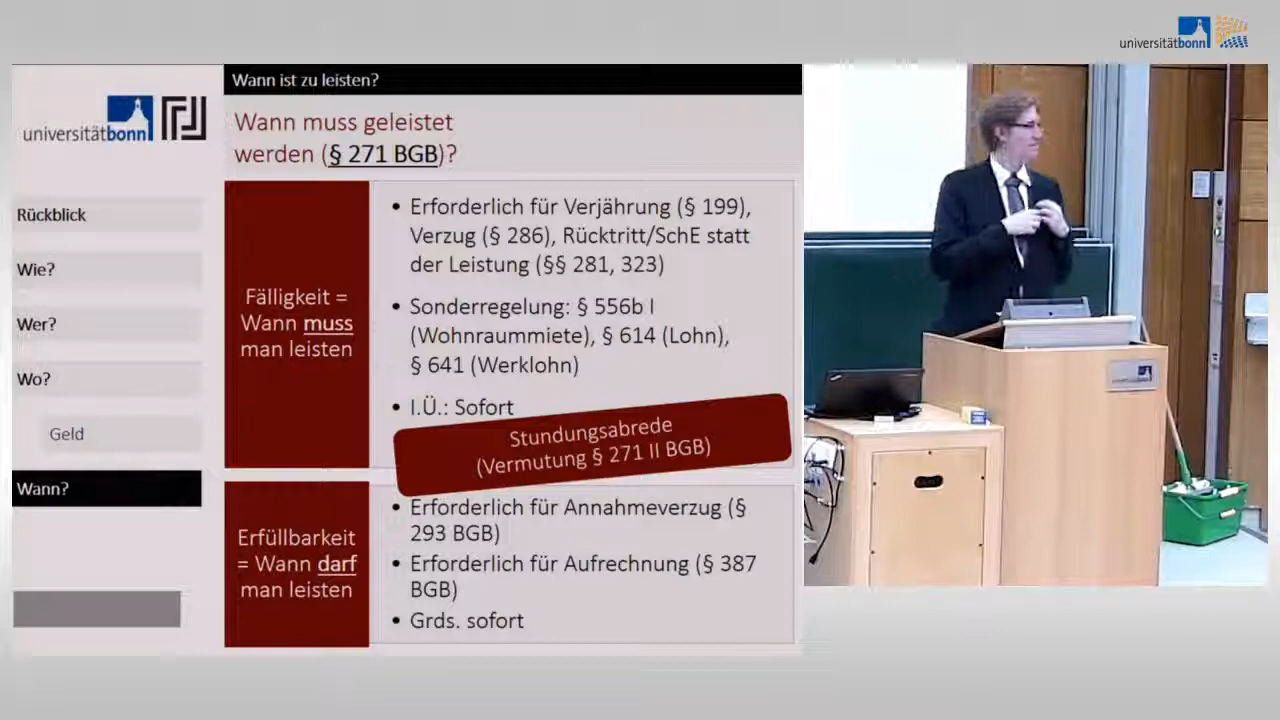 universitätbonn
Wann ist zu leisten?
universitätbonn
Wann muss geleistet
werden (§ 271 BGB)?
Rückblick
Wie?
Wer?
Wo?
Geld
Wann?
Fälligkeit =
Wann muss
man leisten
• Erforderlich für Verjährung (§ 199),
Verzug (§ 286), Rücktritt/SchE statt
der Leistung (§§ 281, 323)
• Sonderregelung: § 556b I
(Wohnraummiete), § 614 (Lohn),
§ 641 (Werklohn)
• I.Ü.: Sofort
Stundungsabrede
(Vermutung § 271 II BGB)
Erfüllbarkeit
= Wann darf
man leisten
• Erforderlich für Annahmeverzug (§
293 BGB)
• Erforderlich für Aufrechnung (§ 387
BGB)
• Grds. sofort